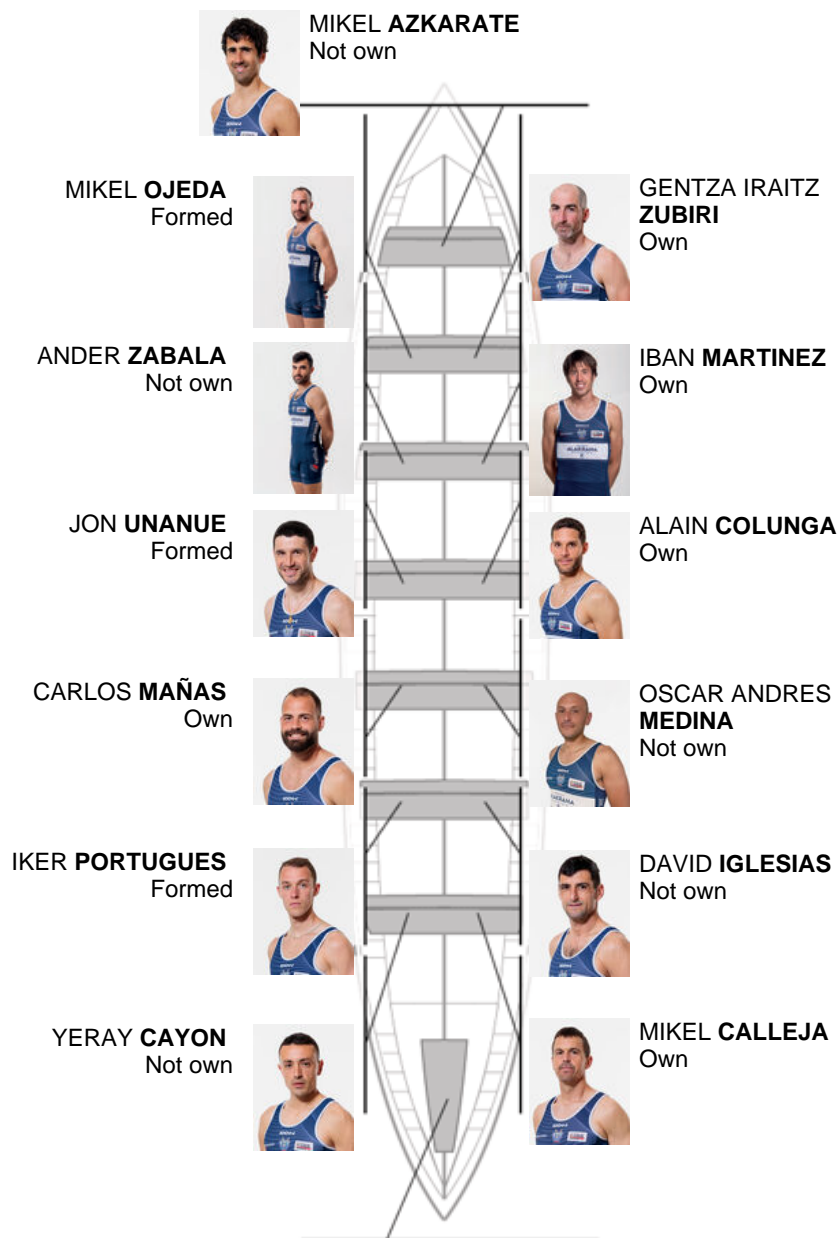 MIKEL AZKARATE
Not own
MIKEL OJEDA
Formed
GENTZA IRAITZ
ZUBIRI
Own
ANDER ZABALA
Not own
IBAN MARTINEZ
Own
JON UNANUE
Formed
ALAIN COLUNGA
Own
CARLOS MAÑAS
Own
OSCAR ANDRES
MEDINA
Not own
IKER PORTUGUES
Formed
DAVID IGLESIAS
Not own
YERAY CAYON
Not own
MIKEL CALLEJA
Own